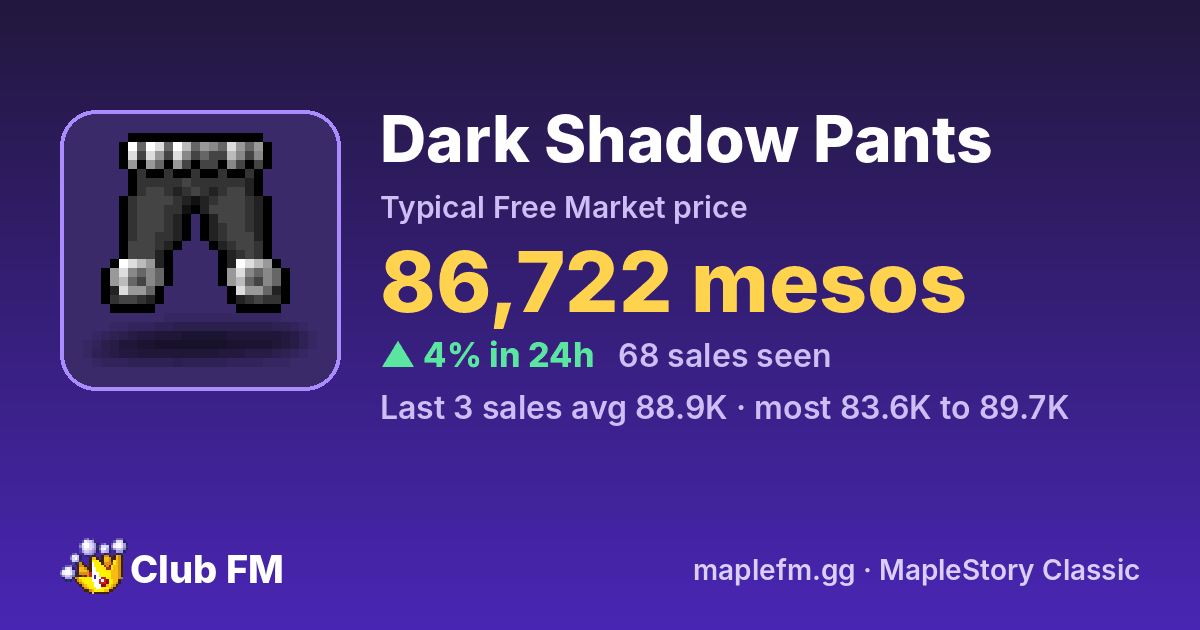 Dark Shadow Pants
Typical Free Market price
86,722 mesos
▲ 4% in 24h 68 sales seen
Last 3 sales avg 88.9K · most 83.6K to 89.7K
Club FM
maplefm.gg · MapleStory Classic